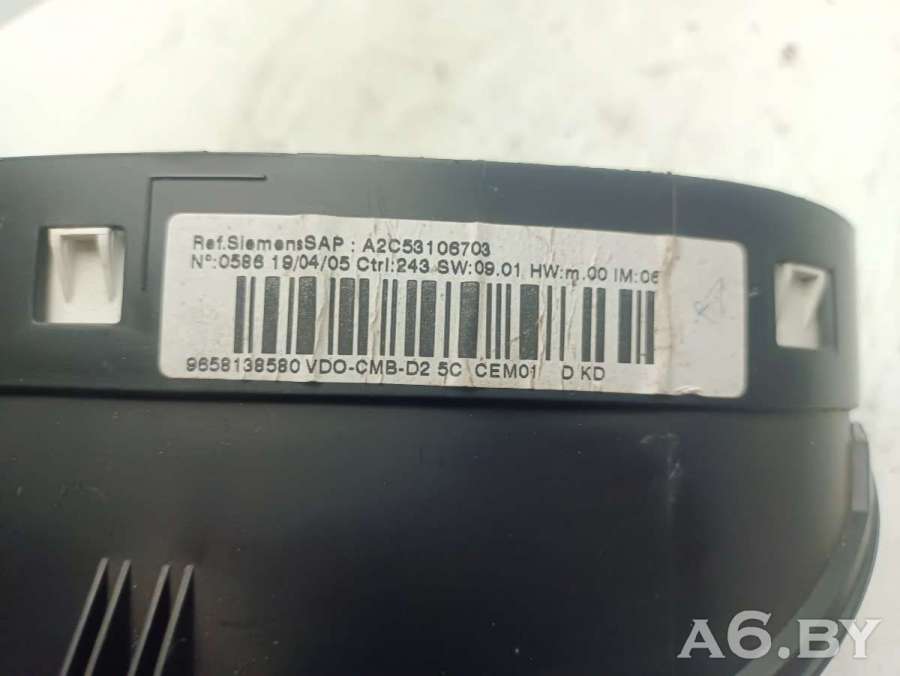 Ref.SiemensSAP : A2C53106703
N°:0586 19/04/05 Ctrl:243 SW:09.01 HW:m.00 IM:06
9658138580 VDO-CMB-D2 5C CEM01 D KD
A6.BY